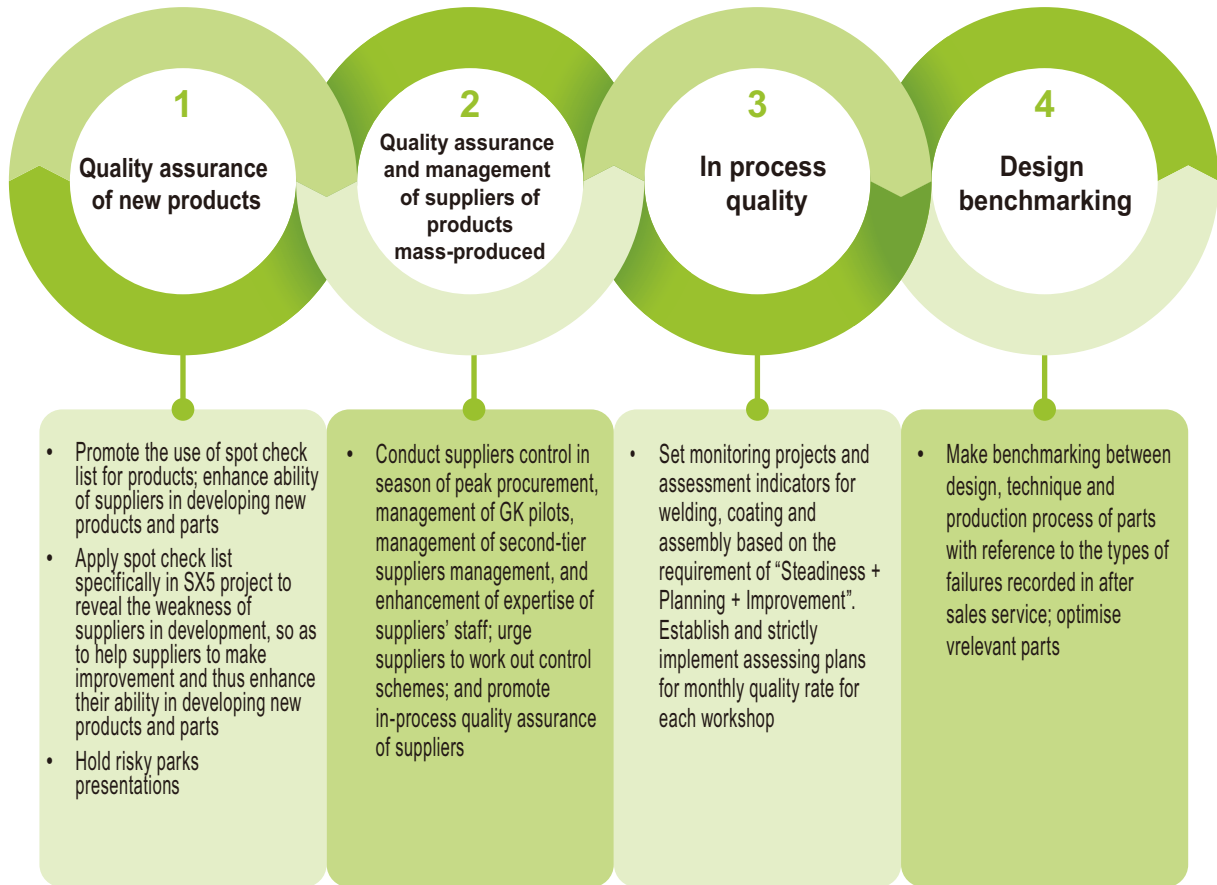 1
Quality assurance
of new products
2
Quality assurance
and management
of suppliers of
products
mass-produced
3
In process
quality
4
Design
benchmarking
• Promote the use of spot check
list for products; enhance ability
of suppliers in developing new
products and parts
• Apply spot check list
specifically in SX5 project to
reveal the weakness of
suppliers in development, so as
to help suppliers to make
improvement and thus enhance
their ability in developing new
products and parts
• Hold risky parks
presentations
• Conduct suppliers control in
season of peak procurement,
management of GK pilots,
management of second-tier
suppliers management, and
enhancement of expertise of
suppliers’ staff; urge
suppliers to work out control
schemes; and promote
in-process quality assurance
of suppliers
• Set monitoring projects and
assessment indicators for
welding, coating and
assembly based on the
requirement of “Steadiness +
Planning + Improvement”.
Establish and strictly
implement assessing plans
for monthly quality rate for
each workshop
• Make benchmarking between
design, technique and
production process of parts
with reference to the types of
failures recorded in after
sales service; optimise
vrelevant parts